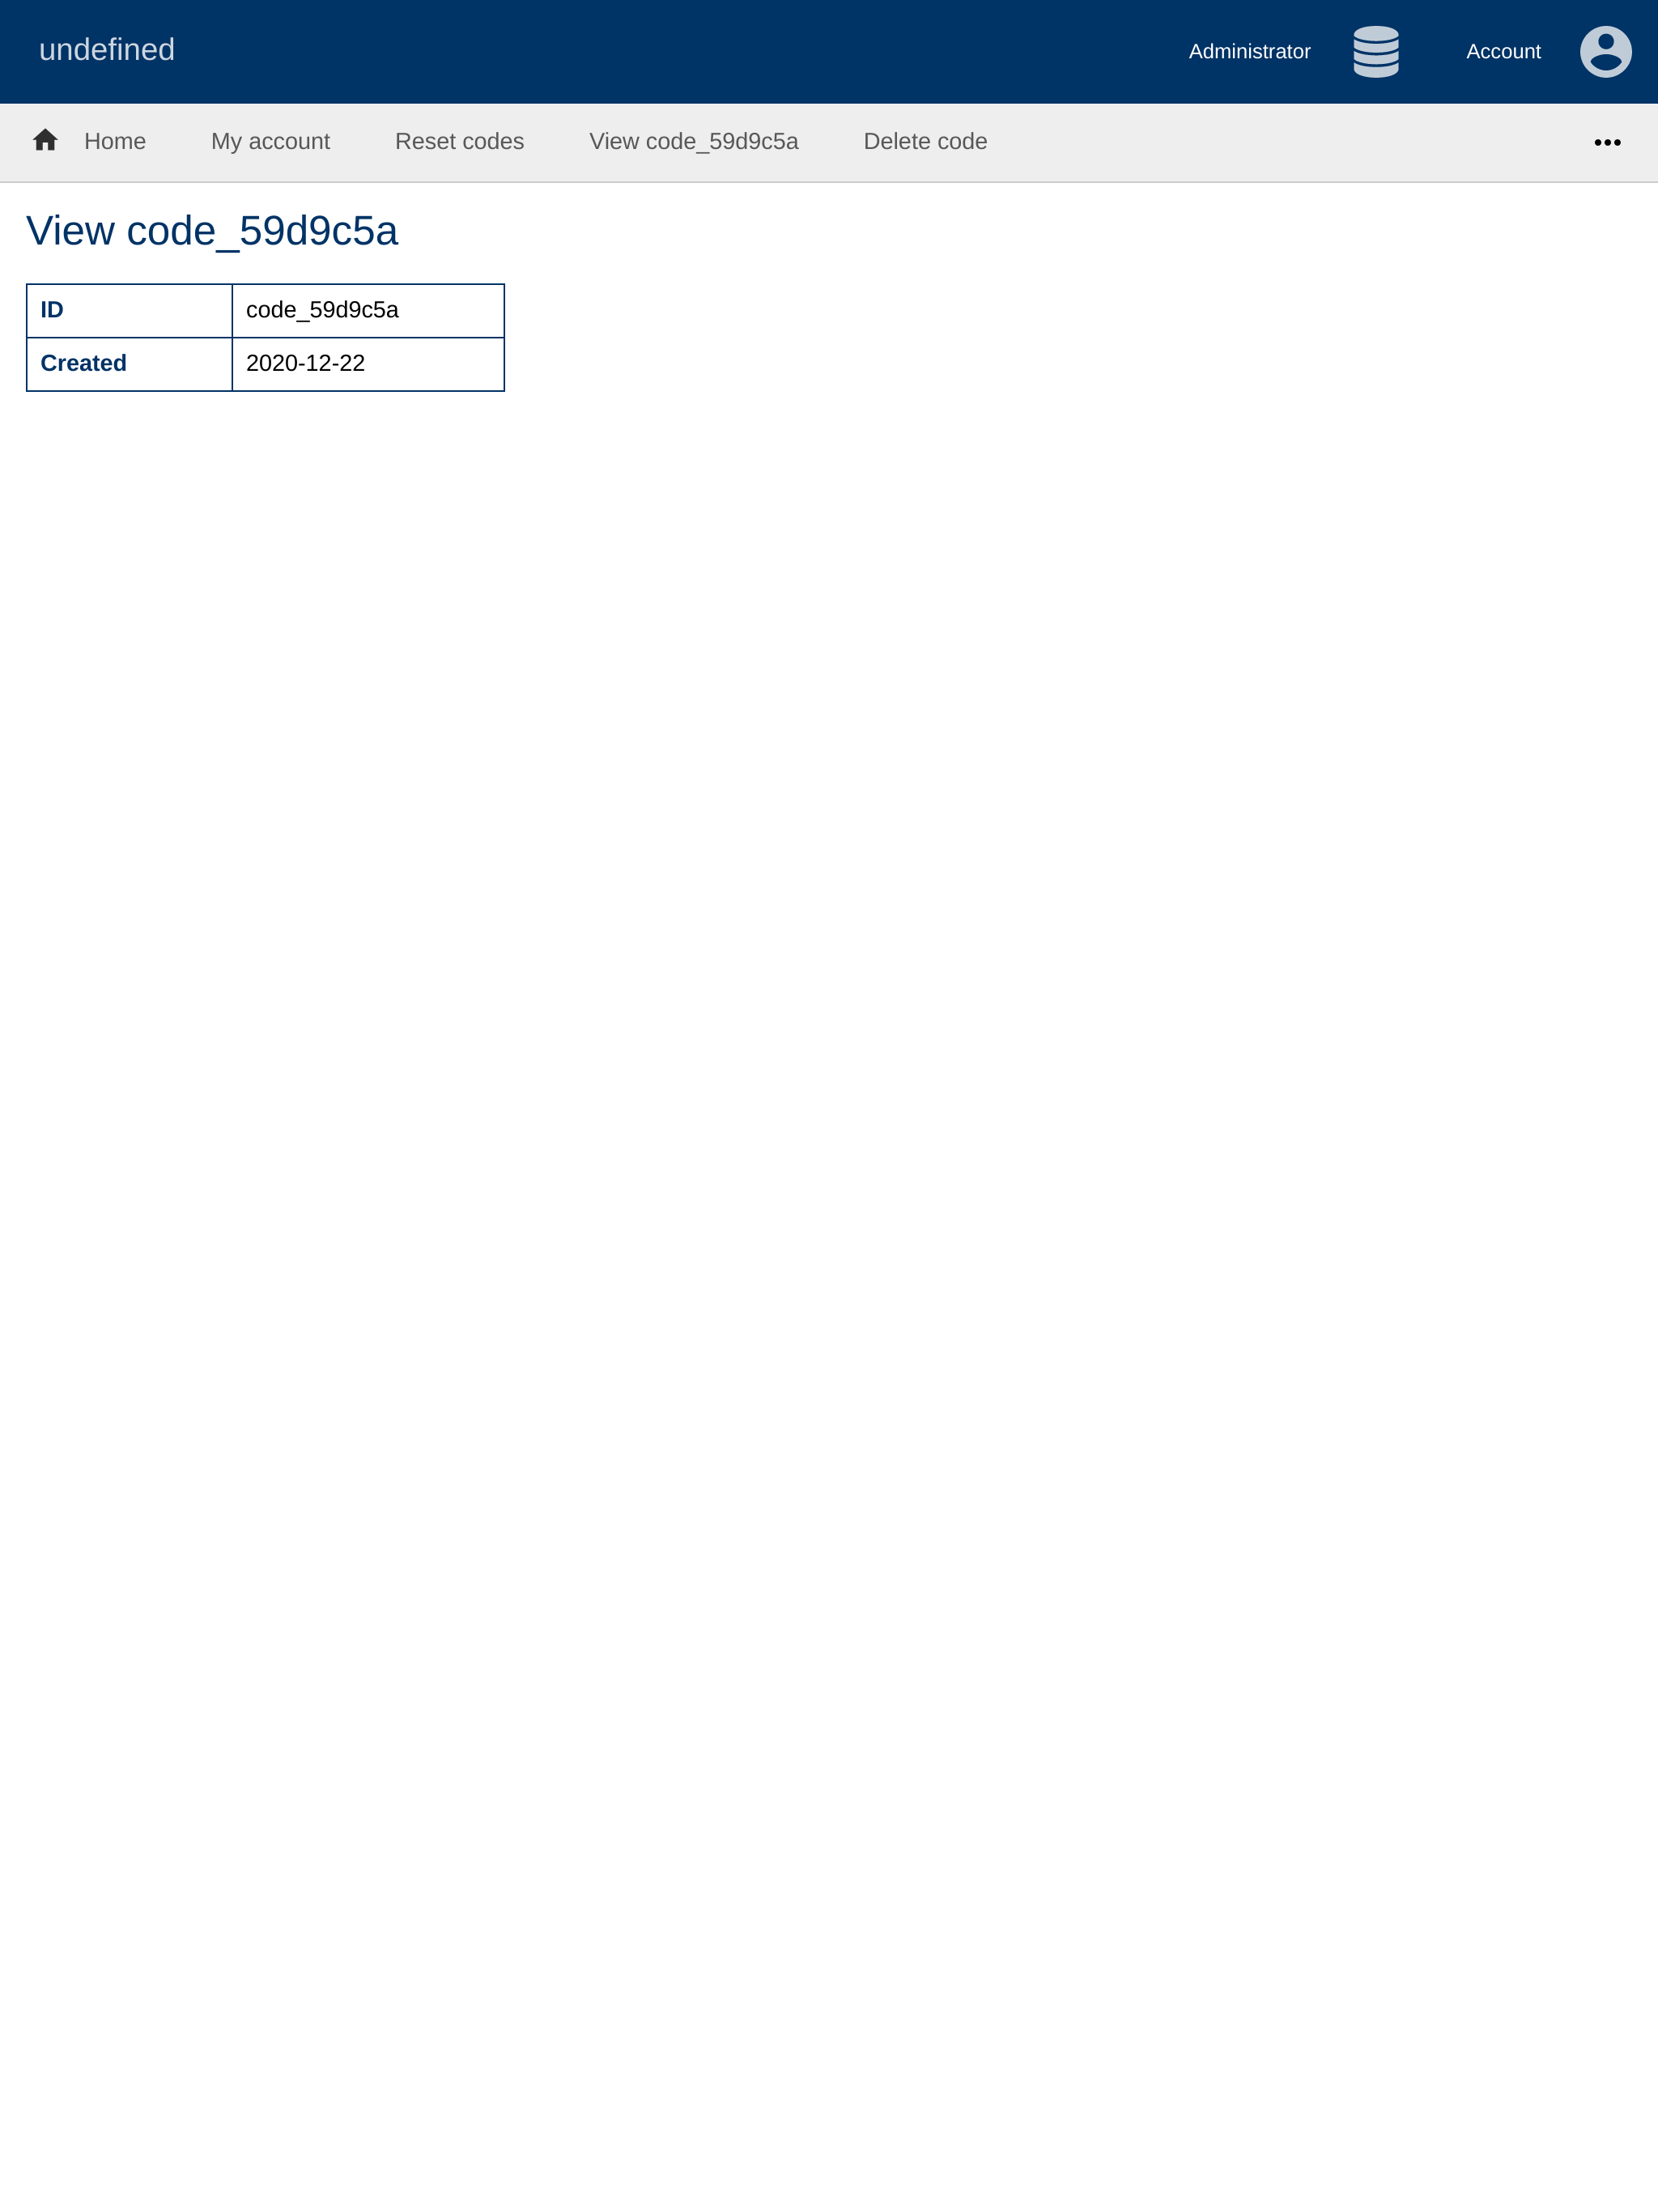 undefined
Administrator
Account
Home My account Reset codes View code_59d9c5a Delete code
View code_59d9c5a
ID code_59d9c5a
Created 2020-12-22